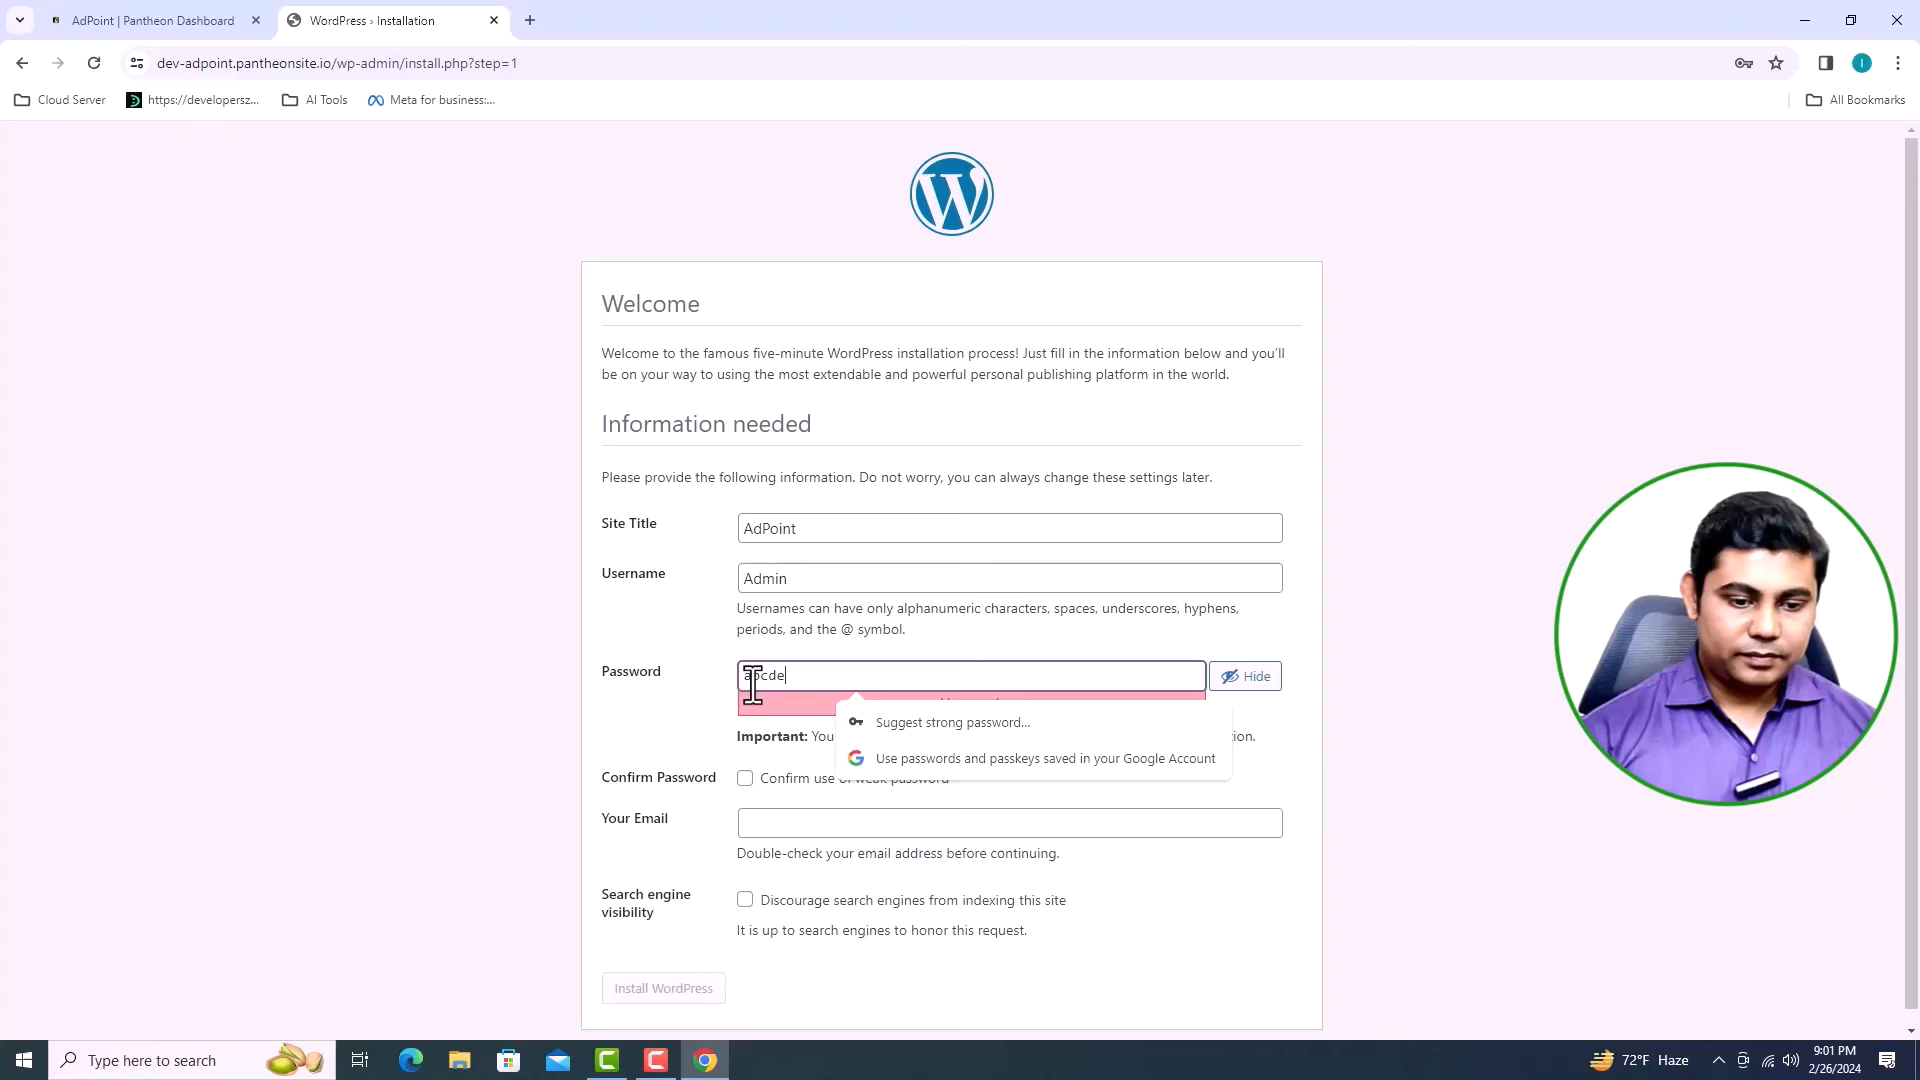 AdPoint | Pantheon Dashboard
WordPress › Installation
dev-adpoint.pantheonsite.io/wp-admin/install.php?step=1
I
Cloud Server
https://developersz...
AI Tools
Meta for business:...
All Bookmarks
Welcome
Welcome to the famous five-minute WordPress installation process! Just fill in the information below and you’ll
be on your way to using the most extendable and powerful personal publishing platform in the world.
Information needed
Please provide the following information. Do not worry, you can always change these settings later.
Site Title
AdPoint
Username
Admin
Usernames can have only alphanumeric characters, spaces, underscores, hyphens,
periods, and the @ symbol.
Password
abcde
Hide
Suggest strong password...
Important: You
ion.
Use passwords and passkeys saved in your Google Account
Confirm Password
Confirm use of weak password
Your Email
Double-check your email address before continuing.
Search engine
visibility
Discourage search engines from indexing this site
It is up to search engines to honor this request.
Install WordPress
Type here to search
72°F Haze
9:01 PM
2/26/2024